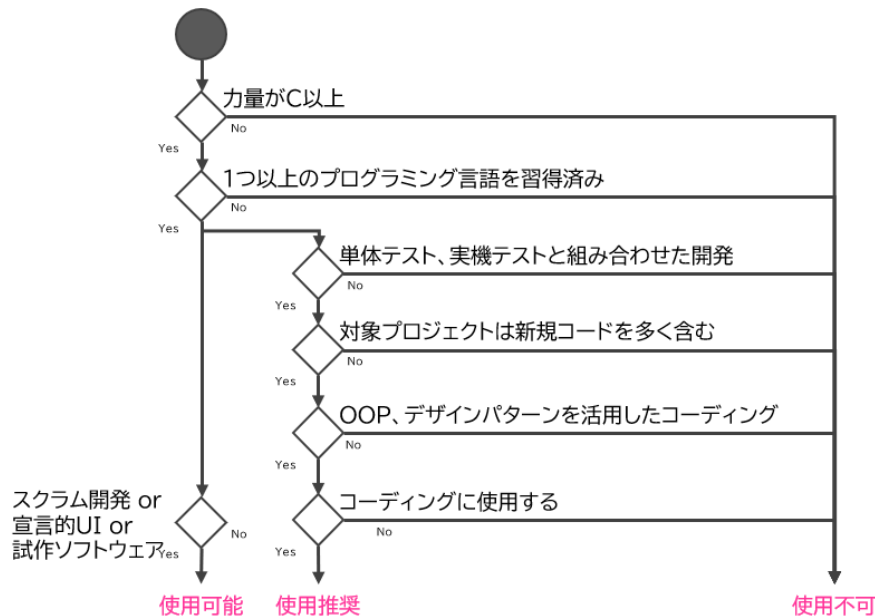 力量がC以上
No
Yes
1つ以上のプログラミング言語を習得済み
No
Yes
単体テスト、実機テストと組み合わせた開発
No
Yes
対象プロジェクトは新規コードを多く含む
No
Yes
OOP、デザインパターンを活用したコーディング
No
Yes
スクラム開発 or
宣言的UI or
試作ソフトウェア
No
Yes
コーディングに使用する
No
Yes
使用可能
使用推奨
使用不可